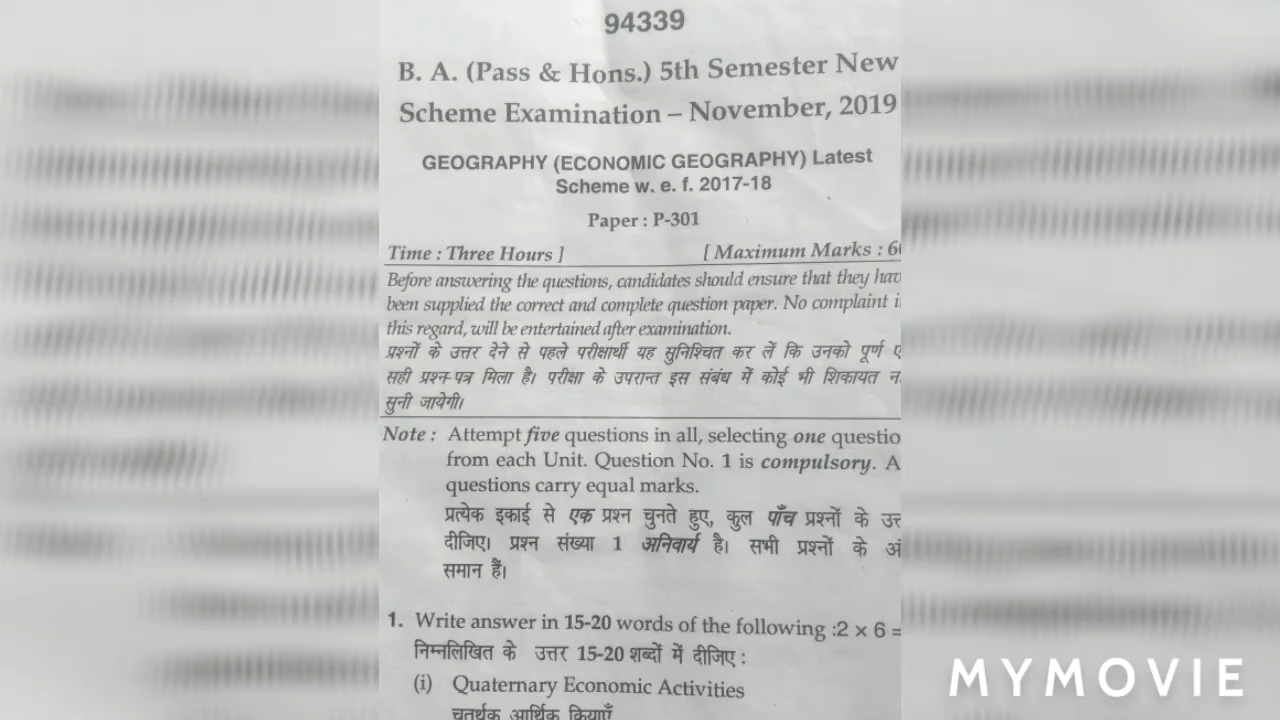 94339
B. A. (Pass & Hons.) 5th Semester New
Scheme Examination – November, 2019
GEOGRAPHY (ECONOMIC GEOGRAPHY) Latest
Scheme w. e. f. 2017-18
Paper : P-301
Time : Three Hours ] [ Maximum Marks : 60
Before answering the questions, candidates should ensure that they hav
been supplied the correct and complete question paper. No complaint i
this regard, will be entertained after examination.
प्रश्नों के उत्तर देने से पहले परीक्षार्थी यह सुनिश्चित कर लें कि उनको पूर्ण ए
सही प्रश्न-पत्र मिला है। परीक्षा के उपरान्त इस संबंध में कोई भी शिकायत न
सुनी जायेगी।
Note : Attempt five questions in all, selecting one questio
from each Unit. Question No. 1 is compulsory. A
questions carry equal marks.
प्रत्येक इकाई से एक प्रश्न चुनते हुए, कुल पाँच प्रश्नों के उत्त
दीजिए। प्रश्न संख्या 1 अनिवार्य है। सभी प्रश्नों के अं
समान हैं।
1. Write answer in 15-20 words of the following :2 × 6 =
निम्नलिखित के उत्तर 15-20 शब्दों में दीजिए :
(i) Quaternary Economic Activities
चतुर्थक आर्थिक क्रियाएँ
MYMOVIE